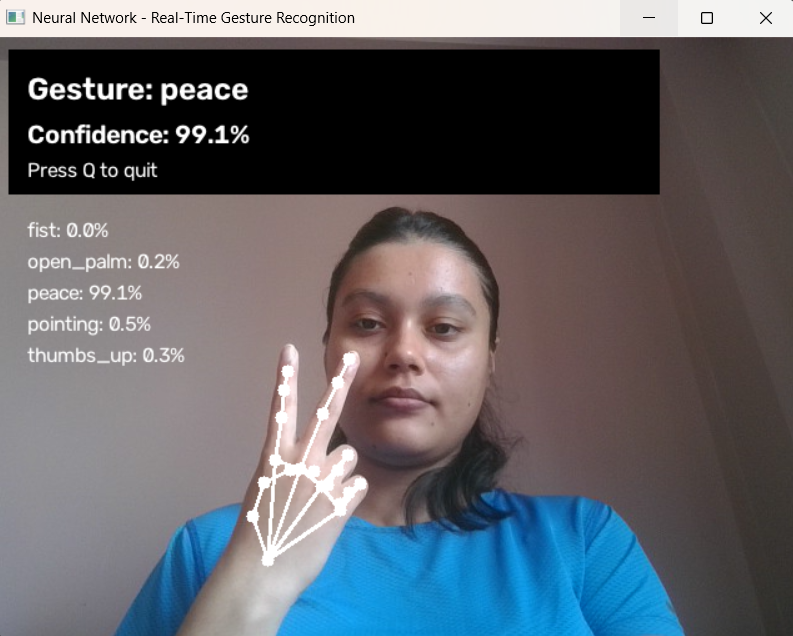 Neural Network - Real-Time Gesture Recognition
Gesture: peace
Confidence: 99.1%
Press Q to quit
fist: 0.0%
open_palm: 0.2%
peace: 99.1%
pointing: 0.5%
thumbs_up: 0.3%